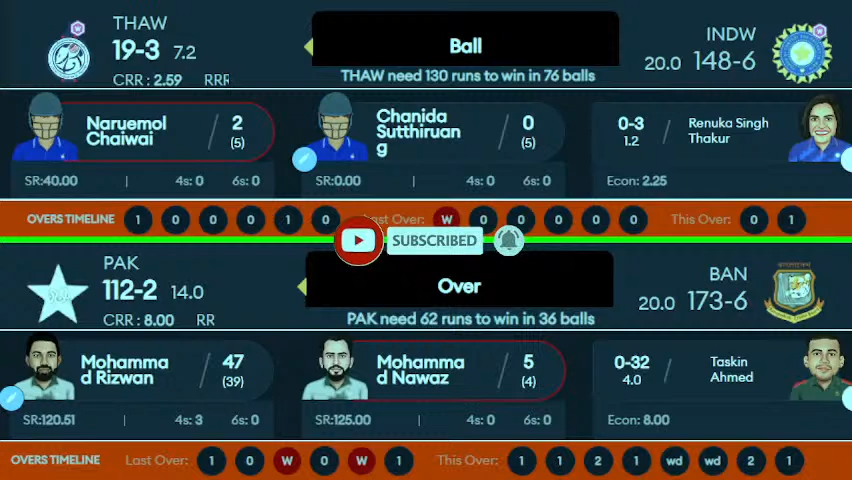 THAW
19-3 7.2
CRR : 2.59 RRR
Ball
THAW need 130 runs to win in 76 balls
INDW
20.0 148-6
Naruemol
Chaiwai
2
(5)
SR:40.00 | 4s: 0 6s: 0
Chanida
Sutthiruan
g
0
(5)
SR:0.00 4s: 0 6s: 0
0-3
1.2
Renuka Singh
Thakur
Econ: 2.25
OVERS TIMELINE 1 0 0 0 1 0 Last Over: W 0 0 0 0 0 This Over: 0 1
SUBSCRIBED
PAK
112-2 14.0
CRR : 8.00 RR
Over
PAK need 62 runs to win in 36 balls
BAN
20.0 173-6
Mohamma
d Rizwan
47
(39)
SR:120.51 | 4s: 3 6s: 0
Mohamma
d Nawaz
5
(4)
SR:125.00 | 4s: 0 6s: 0
0-32
4.0
Taskin
Ahmed
Econ: 8.00
OVERS TIMELINE Last Over: 1 0 W 0 W 1 This Over: 1 1 2 1 wd wd 2 1